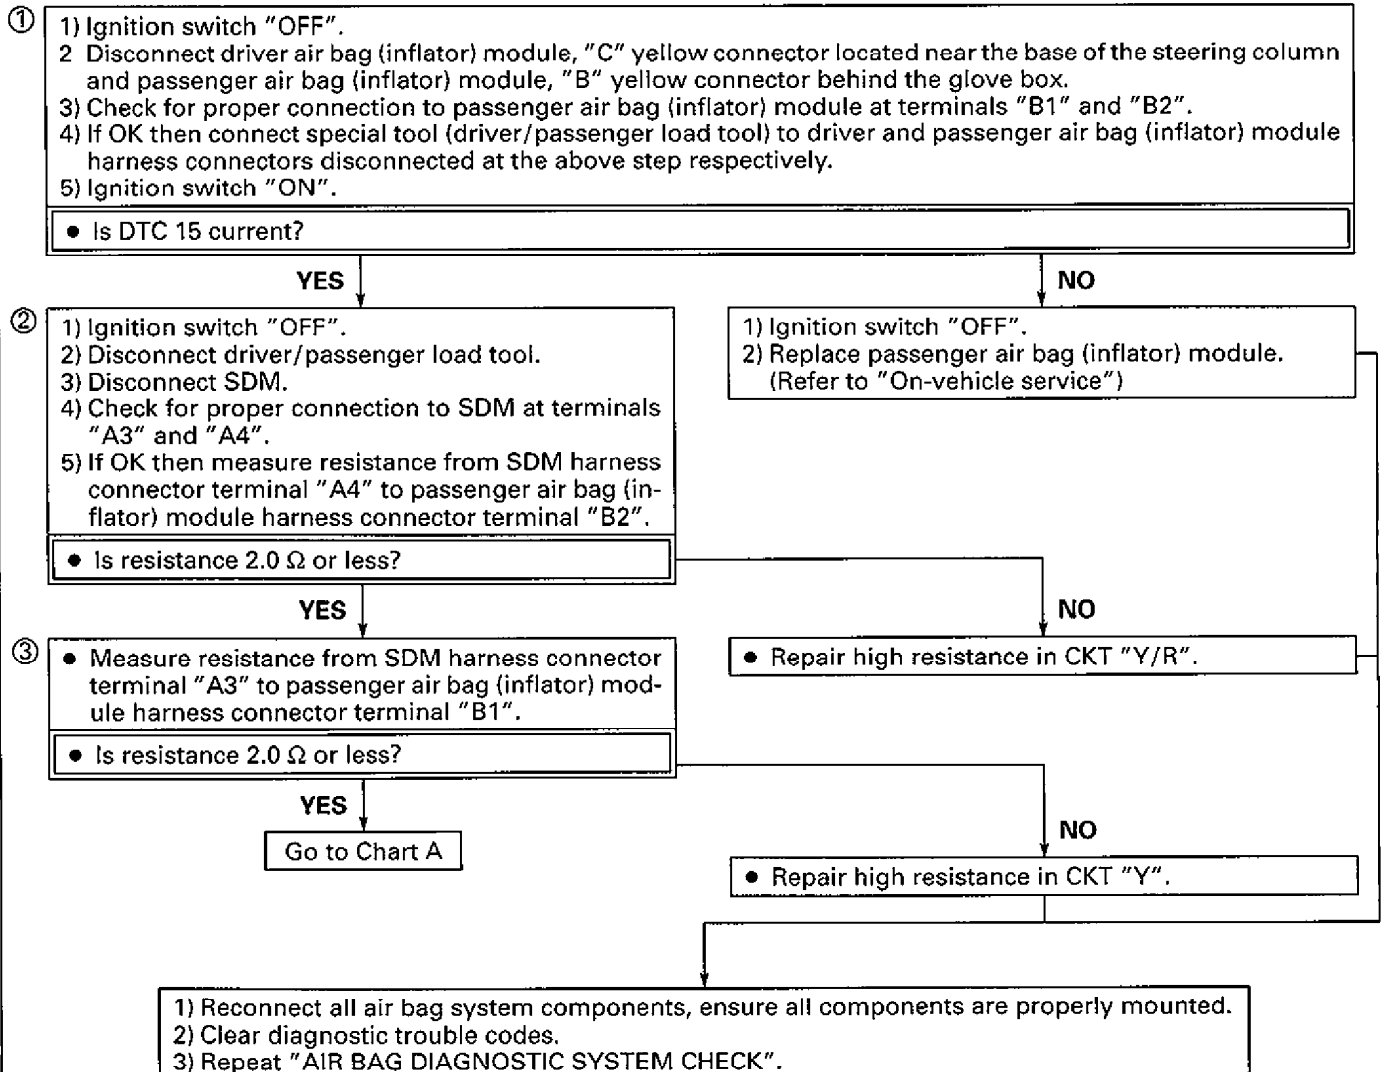 ① 1) Ignition switch "OFF".
2 Disconnect driver air bag (inflator) module, "C" yellow connector located near the base of the steering column
and passenger air bag (inflator) module, "B" yellow connector behind the glove box.
3) Check for proper connection to passenger air bag (inflator) module at terminals "B1" and "B2".
4) If OK then connect special tool (driver/passenger load tool) to driver and passenger air bag (inflator) module
harness connectors disconnected at the above step respectively.
5) Ignition switch "ON".
● Is DTC 15 current?
YES
NO
② 1) Ignition switch "OFF".
2) Disconnect driver/passenger load tool.
3) Disconnect SDM.
4) Check for proper connection to SDM at terminals
"A3" and "A4".
5) If OK then measure resistance from SDM harness
connector terminal "A4" to passenger air bag (in-
flator) module harness connector terminal "B2".
● Is resistance 2.0 Ω or less?
1) Ignition switch "OFF".
2) Replace passenger air bag (inflator) module.
(Refer to "On-vehicle service")
YES
NO
③ ● Measure resistance from SDM harness connector
terminal "A3" to passenger air bag (inflator) mod-
ule harness connector terminal "B1".
● Is resistance 2.0 Ω or less?
● Repair high resistance in CKT "Y/R".
YES
NO
Go to Chart A
● Repair high resistance in CKT "Y".
1) Reconnect all air bag system components, ensure all components are properly mounted.
2) Clear diagnostic trouble codes.
3) Repeat "AIR BAG DIAGNOSTIC SYSTEM CHECK".